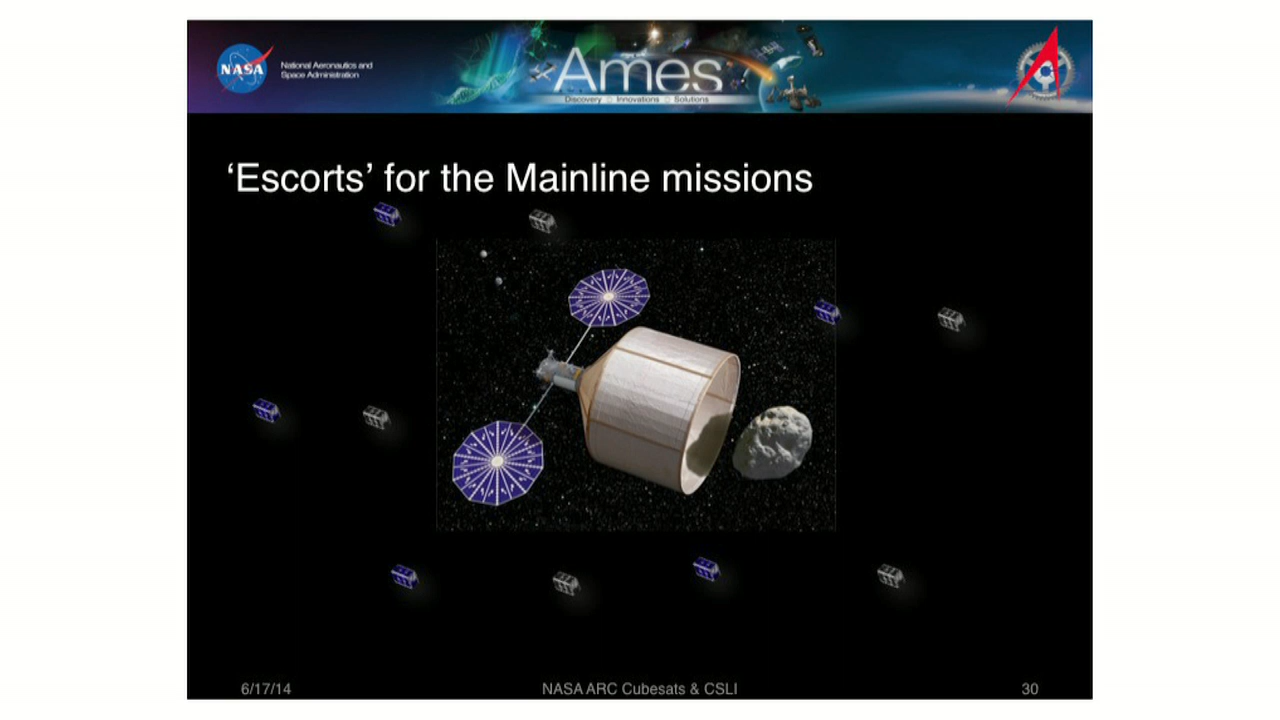 NASA
National Aeronautics and
Space Administration
Ames
Discovery Innovations Solutions
‘Escorts’ for the Mainline missions
6/17/14
NASA ARC Cubesats & CSLI
30